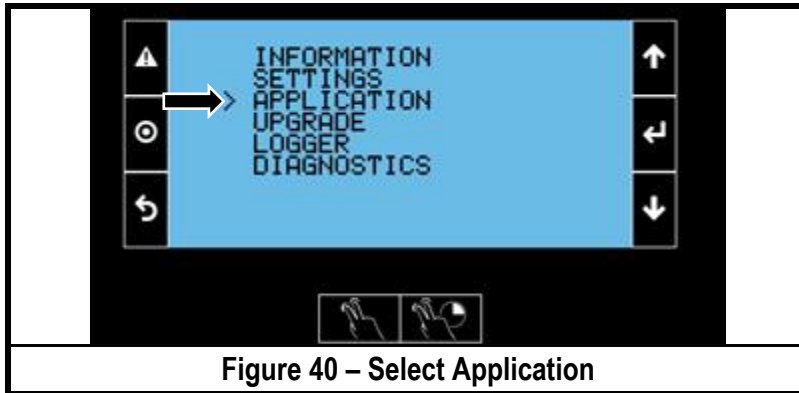 INFORMATION
SETTINGS
> APPLICATION
UPGRADE
LOGGER
DIAGNOSTICS
Figure 40 – Select Application